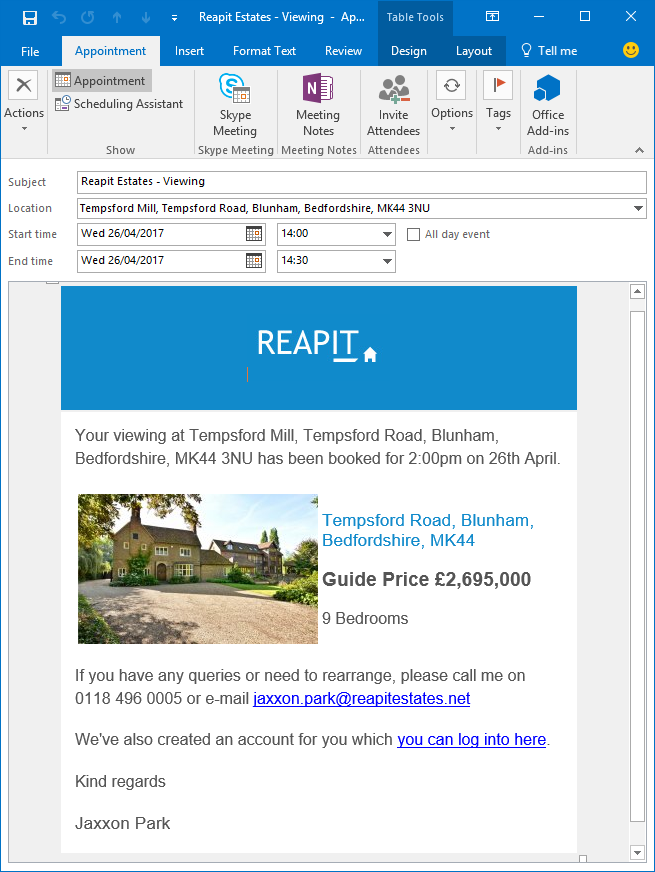 Reapit Estates - Viewing - Ap...
Table Tools
File
Appointment
Insert
Format Text
Review
Design
Layout
Tell me
Actions
Appointment
Scheduling Assistant
Show
Skype
Meeting
Skype Meeting
N
Meeting
Notes
Meeting Notes
Invite
Attendees
Attendees
Options
Tags
Office
Add-ins
Add-ins
Subject
Reapit Estates - Viewing
Location
Tempsford Mill, Tempsford Road, Blunham, Bedfordshire, MK44 3NU
Start time
Wed 26/04/2017
14:00
All day event
End time
Wed 26/04/2017
14:30
REAPIT
Your viewing at Tempsford Mill, Tempsford Road, Blunham,
Bedfordshire, MK44 3NU has been booked for 2:00pm on 26th April.
Tempsford Road, Blunham,
Bedfordshire, MK44
Guide Price £2,695,000
9 Bedrooms
If you have any queries or need to rearrange, please call me on
0118 496 0005 or e-mail jaxxon.park@reapitestates.net
We've also created an account for you which you can log into here.
Kind regards
Jaxxon Park